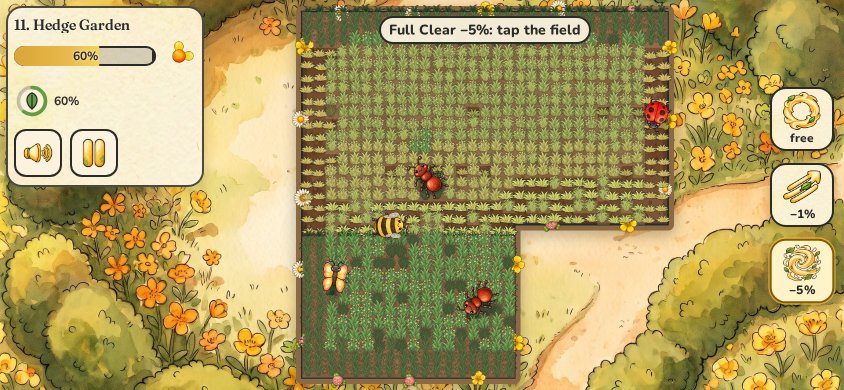 11. Hedge Garden
60%
60%
Full Clear −5%: tap the field
free
−1%
−5%